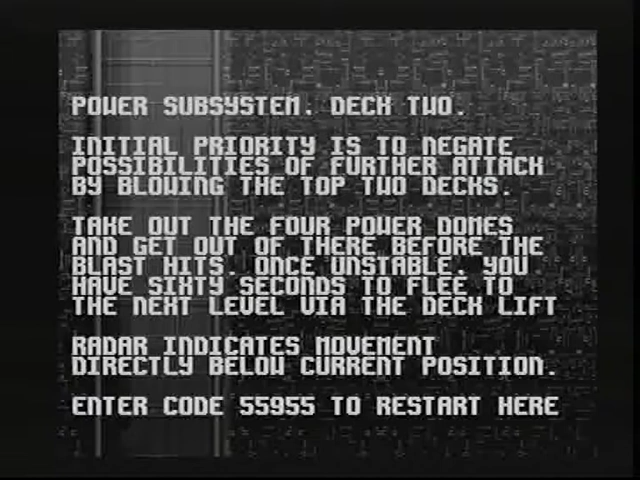 POWER SUBSYSTEM. DECK TWO.
INITIAL PRIORITY IS TO NEGATE
POSSIBILITIES OF FURTHER ATTACK
BY BLOWING THE TOP TWO DECKS.
TAKE OUT THE FOUR POWER DOMES
AND GET OUT OF THERE BEFORE THE
BLAST HITS. ONCE UNSTABLE. YOU
HAVE SIXTY SECONDS TO FLEE TO
THE NEXT LEVEL VIA THE DECK LIFT
RADAR INDICATES MOVEMENT
DIRECTLY BELOW CURRENT POSITION.
ENTER CODE 55955 TO RESTART HERE